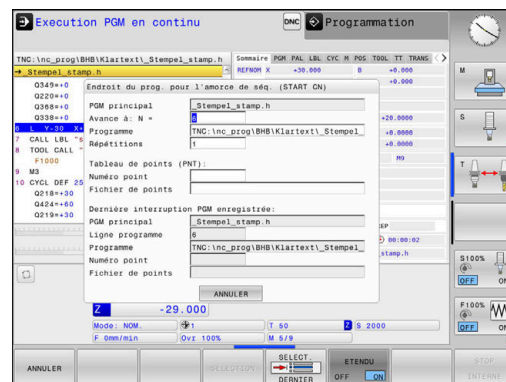 Execution PGM en continu
DNC
Programmation
TNC:\nc_prog\BHB\Klartext\_Stempel_stamp.h
Sommaire PGM PAL LBL CYC M POS TOOL TT TRANS
→_Stempel_stamp.h
REFNOM X +30.000 B +0.000
Q349=+0
Q220=+0
Q368=+0
Q338=+0
6 L Y-30 X+
7 CALL LBL "s
8 TOOL CALL "
F1000
9 M3
10 CYCL DEF 25
Q218=+30
Q424=+60
Q219=+30
+0.000
+20.0000
+0.0000
+0.0000
M9
00:00:02
_stamp.h
Endroit du prog. pour l'amorce de séq. (START CN)
PGM principal _Stempel_stamp.h
Avance à: N = 6
Programme TNC:\nc_prog\BHB\Klartext\_Stempel_
Répétitions 1
Tableau de points (PNT):
Numéro point
Fichier de points
Dernière interruption PGM enregistrée:
PGM principal _Stempel_stamp.h
Ligne programme 6
Programme TNC:\nc_prog\BHB\Klartext\_Stempel_
Numéro point
Fichier de points
ANNULER
Z -29.000
Mode: NOM. 1 T 50 Z S 2000
F 0mm/min Ovr 100% M 5/9
M
S
T
S100%
OFF ON
F100%
OFF ON
ANNULER
SELECTION
SELECT.
DERNIER
ETENDU
OFF ON
STOP
INTERNE